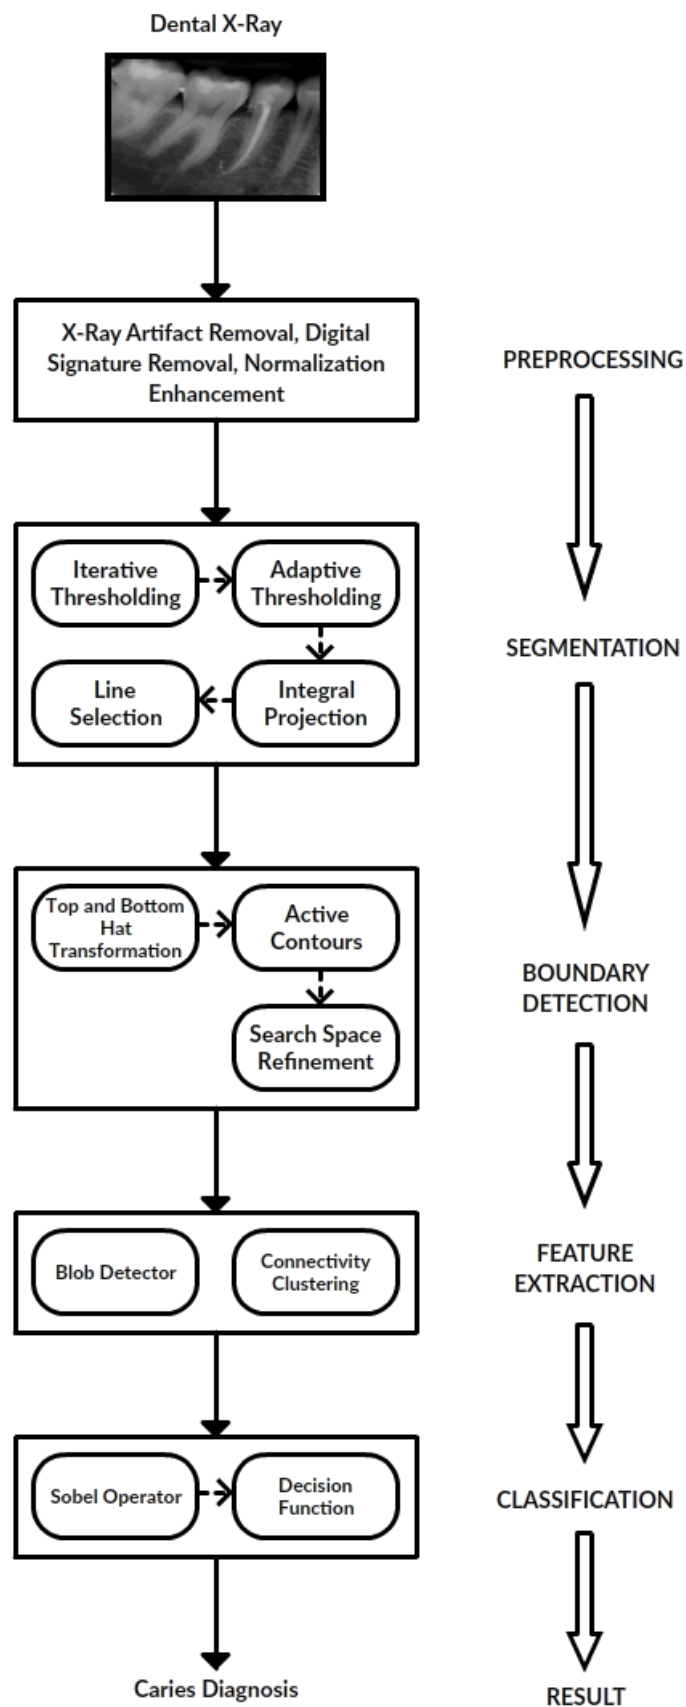 Dental X-Ray
X-Ray Artifact Removal, Digital
Signature Removal, Normalization
Enhancement
PREPROCESSING
Iterative
Thresholding
Adaptive
Thresholding
Line
Selection
Integral
Projection
SEGMENTATION
Top and Bottom
Hat
Transformation
Active
Contours
Search Space
Refinement
BOUNDARY
DETECTION
Blob Detector
Connectivity
Clustering
FEATURE
EXTRACTION
Sobel Operator
Decision
Function
CLASSIFICATION
Caries Diagnosis
RESULT